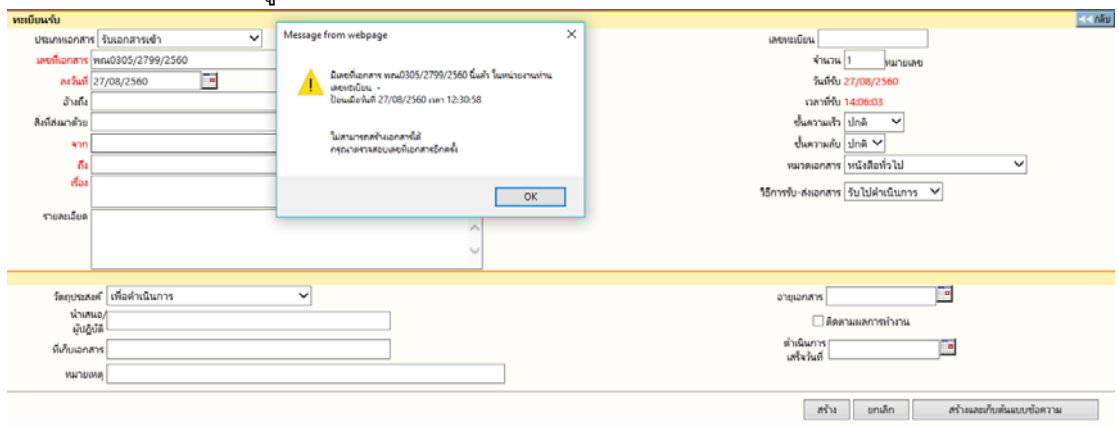 ทะเบียนรับ
◄◄ กลับ
ประเภทเอกสาร รับเอกสารเข้า
เลขทะเบียน
เลขที่เอกสาร พณ0305/2799/2560
จำนวน 1 หมายเลข
ลงวันที่ 27/08/2560
วันที่รับ 27/08/2560
อ้างถึง
เวลาที่รับ 14:06:03
สิ่งที่ส่งมาด้วย
ชั้นความเร็ว ปกติ
จาก
ชั้นความลับ ปกติ
ถึง
หมวดเอกสาร หนังสือทั่วไป
เรื่อง
วิธีการรับ-ส่งเอกสาร รับไปดำเนินการ
รายละเอียด
Message from webpage
มีเลขที่เอกสาร พณ0305/2799/2560 นี้แล้ว ในหน่วยงานท่าน
เลขทะเบียน -
ป้อนเมื่อวันที่ 27/08/2560 เวลา 12:30:58
ไม่สามารถสร้างเอกสารได้
กรุณาตรวจสอบเลขที่เอกสารอีกครั้ง
OK
วัตถุประสงค์ เพื่อดำเนินการ
อายุเอกสาร
นำเสนอ/
ผู้ปฏิบัติ
ติดตามผลการทำงาน
ที่เก็บเอกสาร
ดำเนินการ
เสร็จวันที่
หมายเหตุ
สร้าง ยกเลิก สร้างและเก็บต้นแบบข้อความ